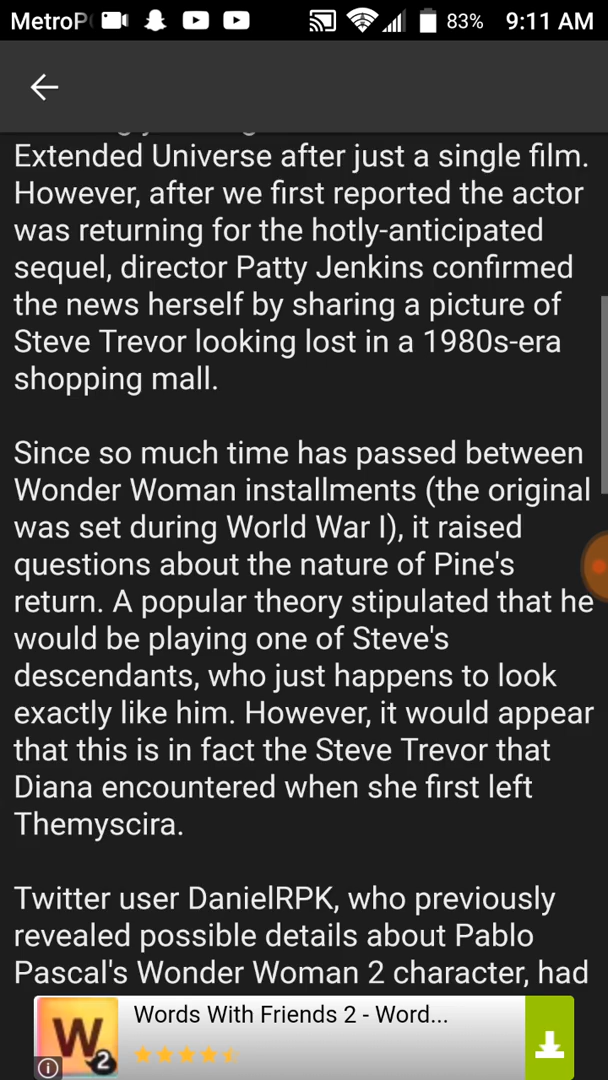 MetroP
83%
9:11 AM
Extended Universe after just a single film.
However, after we first reported the actor
was returning for the hotly-anticipated
sequel, director Patty Jenkins confirmed
the news herself by sharing a picture of
Steve Trevor looking lost in a 1980s-era
shopping mall.
Since so much time has passed between
Wonder Woman installments (the original
was set during World War I), it raised
questions about the nature of Pine's
return. A popular theory stipulated that he
would be playing one of Steve's
descendants, who just happens to look
exactly like him. However, it would appear
that this is in fact the Steve Trevor that
Diana encountered when she first left
Themyscira.
Twitter user DanielRPK, who previously
revealed possible details about Pablo
Pascal's Wonder Woman 2 character, had
W
2
Words With Friends 2 - Word...